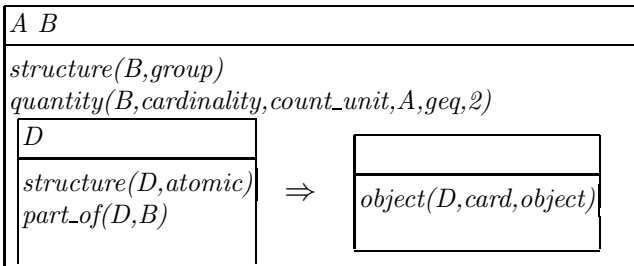 A B
structure(B,group)
quantity(B,cardinality,count_unit,A,geq,2)
D
structure(D,atomic)
part_of(D,B)
⇒
object(D,card,object)